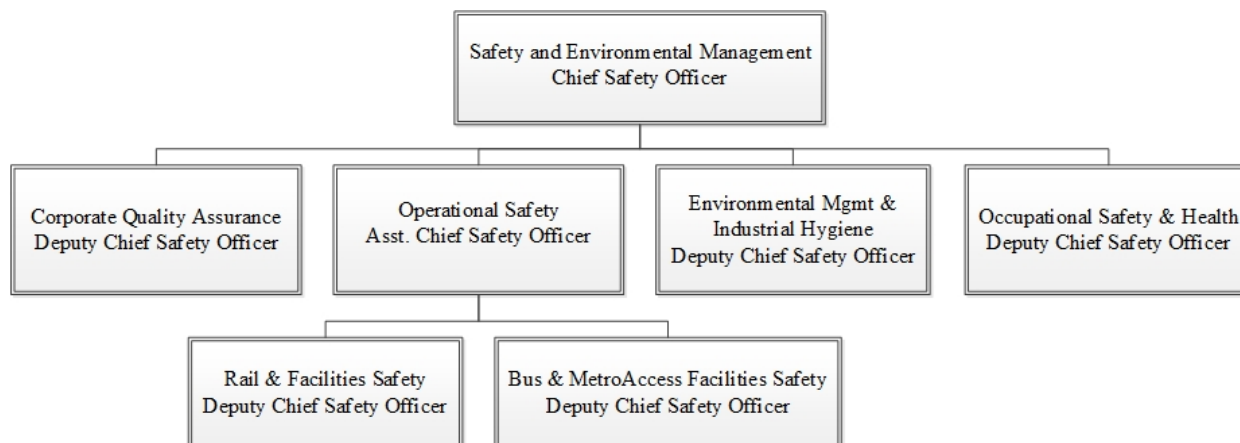 Safety and Environmental Management
Chief Safety Officer
Corporate Quality Assurance
Deputy Chief Safety Officer
Operational Safety
Asst. Chief Safety Officer
Environmental Mgmt &
Industrial Hygiene
Deputy Chief Safety Officer
Occupational Safety & Health
Deputy Chief Safety Officer
Rail & Facilities Safety
Deputy Chief Safety Officer
Bus & MetroAccess Facilities Safety
Deputy Chief Safety Officer